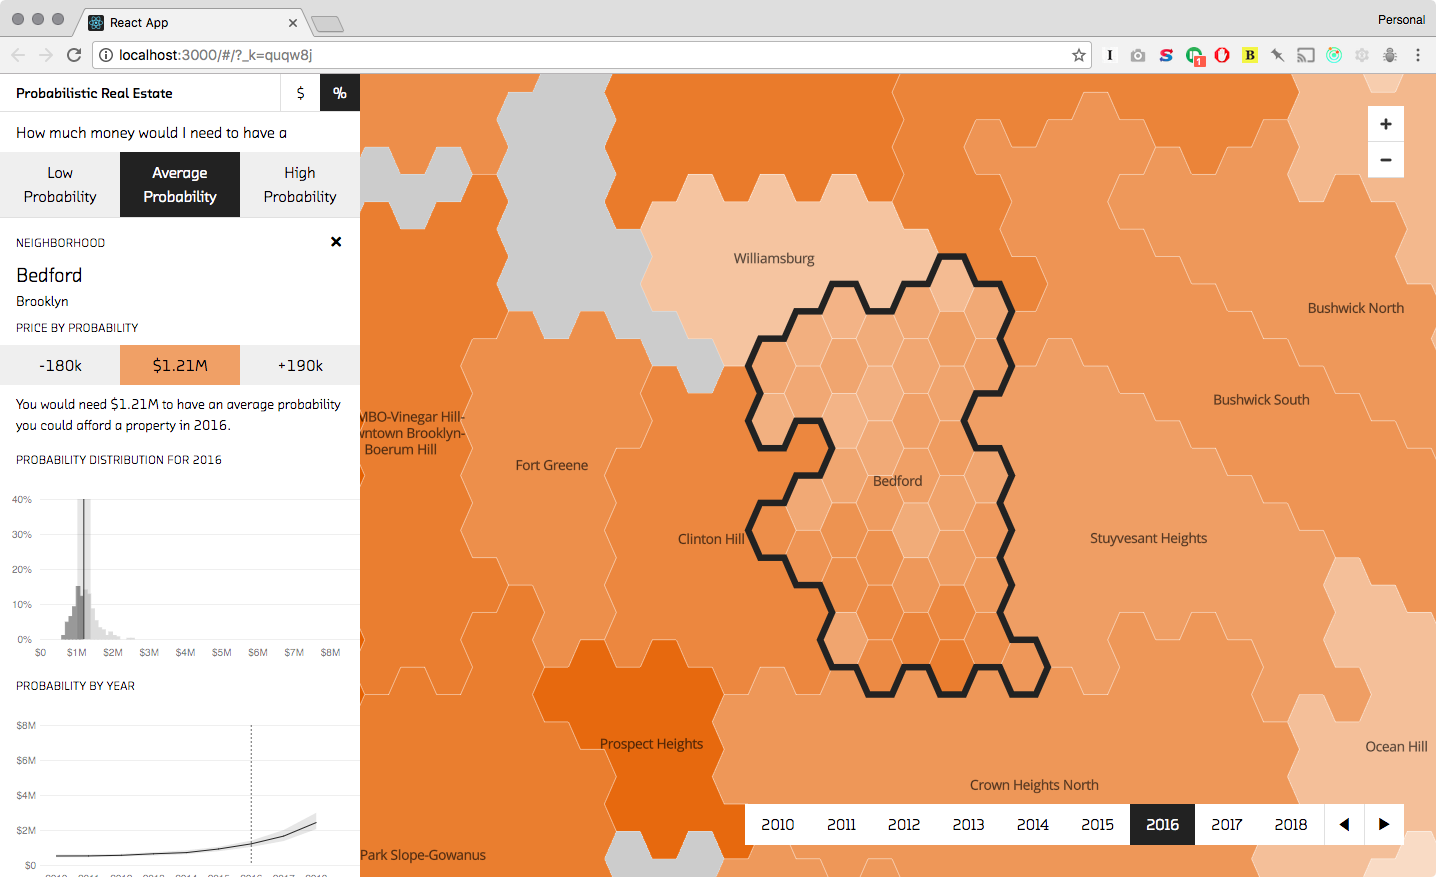 React App
Personal
localhost:3000/#/?_k=quqw8j
1
B
Probabilistic Real Estate
$
%
How much money would I need to have a
Low Probability
Average Probability
High Probability
NEIGHBORHOOD
Bedford
Brooklyn
PRICE BY PROBABILITY
-180k
$1.21M
+190k
You would need $1.21M to have an average probability
you could afford a property in 2016.
PROBABILITY DISTRIBUTION FOR 2016
40%
30%
20%
10%
0%
$0 $1M $2M $3M $4M $5M $6M $7M $8M
PROBABILITY BY YEAR
$8M
$6M
$4M
$2M
$0
+
−
Williamsburg
Bushwick North
Bushwick South
MBO-Vinegar Hill-
wntown Brooklyn-
Boerum Hill
Fort Greene
Bedford
Clinton Hill
Stuyvesant Heights
Prospect Heights
Ocean Hill
Crown Heights North
Park Slope-Gowanus
2010 2011 2012 2013 2014 2015 2016 2017 2018